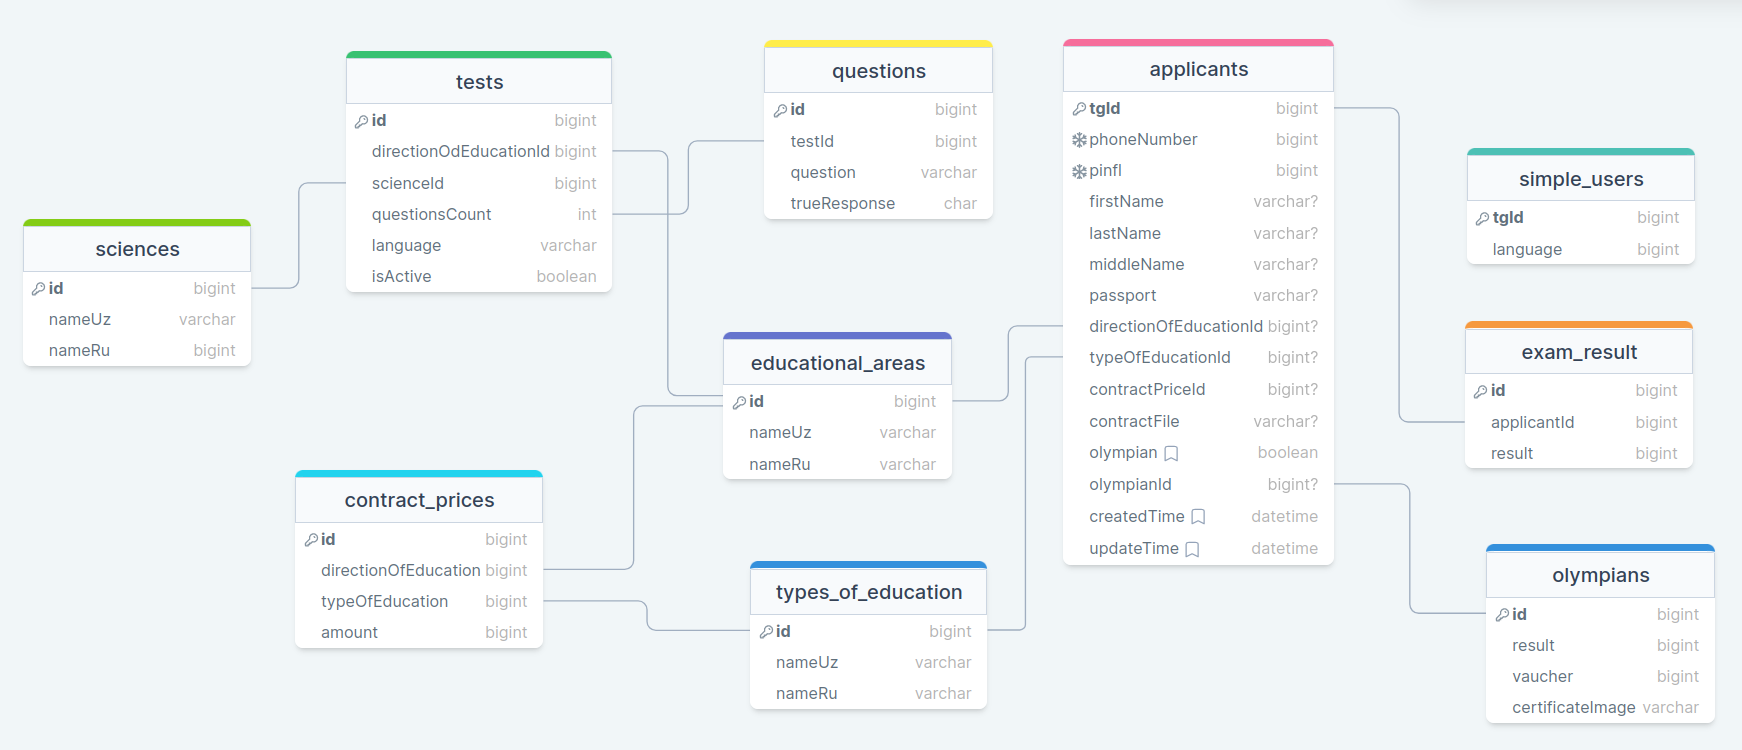 tests
id bigint
directionOdEducationId bigint
scienceId bigint
questionsCount int
language varchar
isActive boolean
questions
id bigint
testId bigint
question varchar
trueResponse char
applicants
tgId bigint
phoneNumber bigint
pinfl bigint
firstName varchar?
lastName varchar?
middleName varchar?
passport varchar?
directionOfEducationId bigint?
typeOfEducationId bigint?
contractPriceId bigint?
contractFile varchar?
olympian boolean
olympianId bigint?
createdTime datetime
updateTime datetime
simple_users
tgId bigint
language bigint
sciences
id bigint
nameUz varchar
nameRu bigint
educational_areas
id bigint
nameUz varchar
nameRu varchar
exam_result
id bigint
applicantId bigint
result bigint
contract_prices
id bigint
directionOfEducation bigint
typeOfEducation bigint
amount bigint
types_of_education
id bigint
nameUz varchar
nameRu varchar
olympians
id bigint
result bigint
vaucher bigint
certificateImage varchar